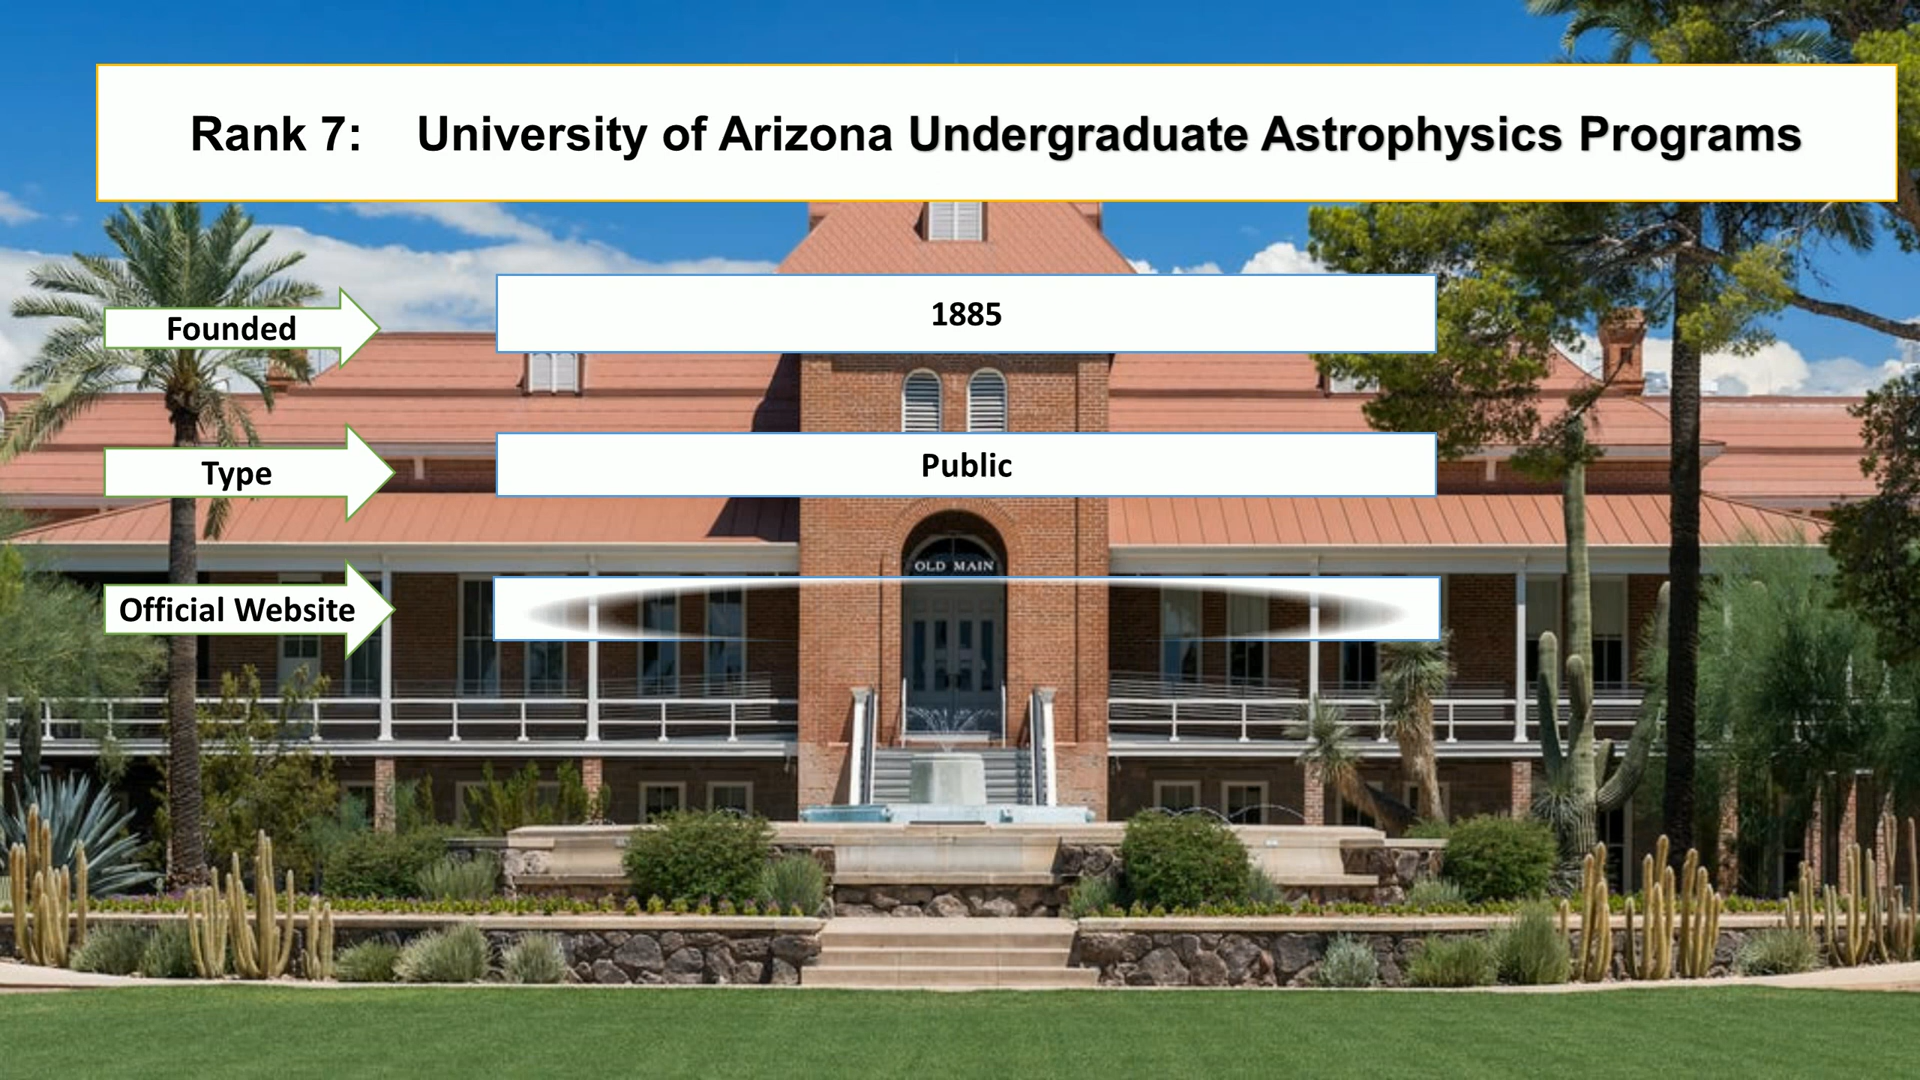 Rank 7: University of Arizona Undergraduate Astrophysics Programs
Founded
1885
Type
Public
Official Website
OLD MAIN